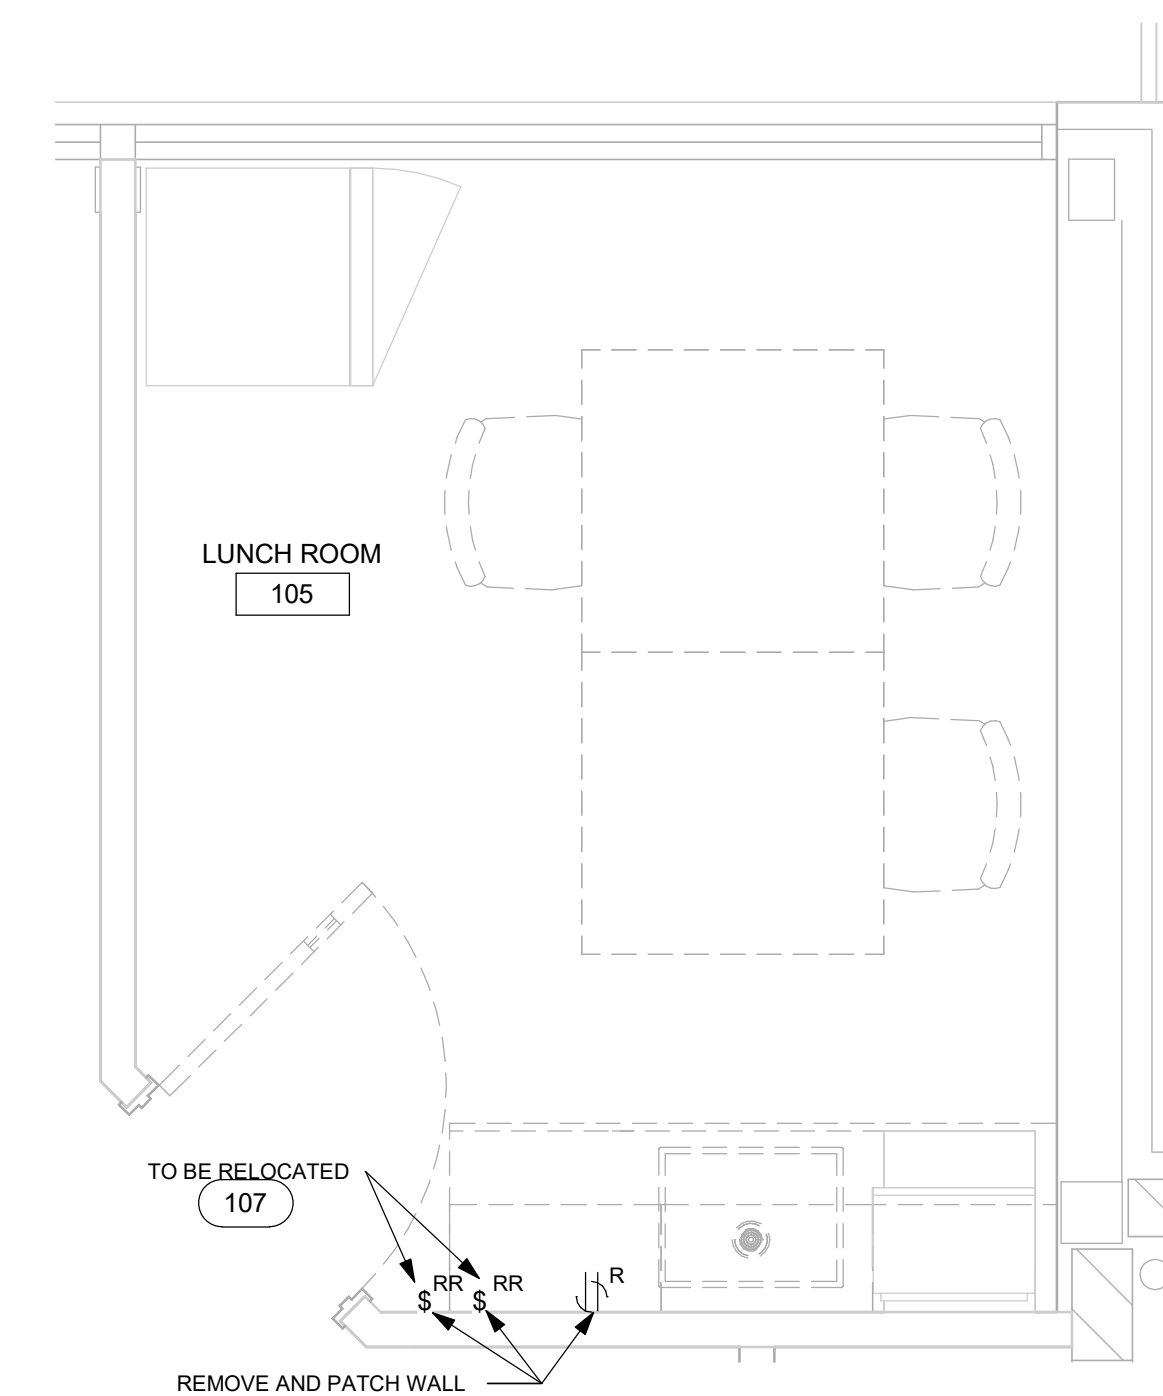 LUNCH ROOM
105
TO BE RELOCATED
107
$ RR $ RR R
REMOVE AND PATCH WALL